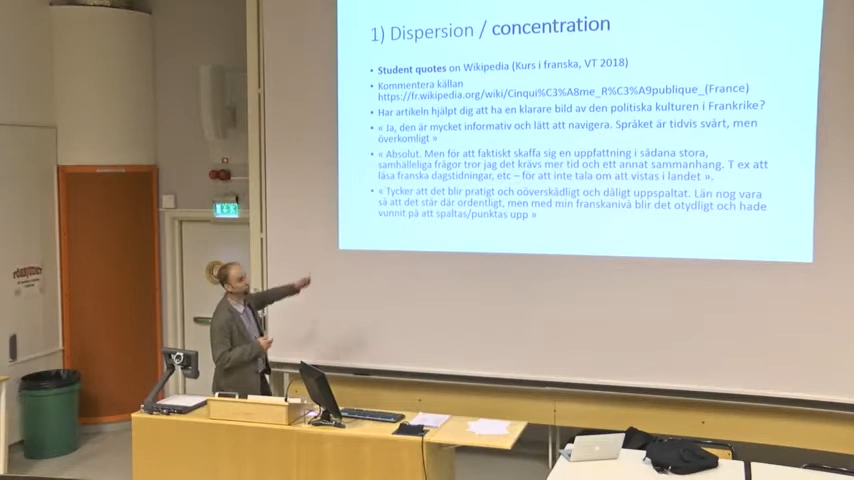 1) Dispersion / concentration
• Student quotes on Wikipedia (Kurs i franska, VT 2018)
• Kommentera källan
https://fr.wikipedia.org/wiki/Cinqui%C3%A8me_R%C3%A9publique_(France)
• Har artikeln hjälpt dig att ha en klarare bild av den politiska kulturen i Frankrike?
• « Ja, den är mycket informativ och lätt att navigera. Språket är tidvis svårt, men
överkomligt »
• « Absolut. Men för att faktiskt skaffa sig en uppfattning i sådana stora,
samhälleliga frågor tror jag det krävs mer tid och ett annat sammanhang. T ex att
läsa franska dagstidningar, etc – för att inte tala om att vistas i landet ».
• « Tycker att det blir pratigt och oöverskådligt och dåligt uppspaltat. Län nog vara
så att det står där ordentligt, men med min franskanivå blir det otydligt och hade
vunnit på att spaltas/punktas upp »